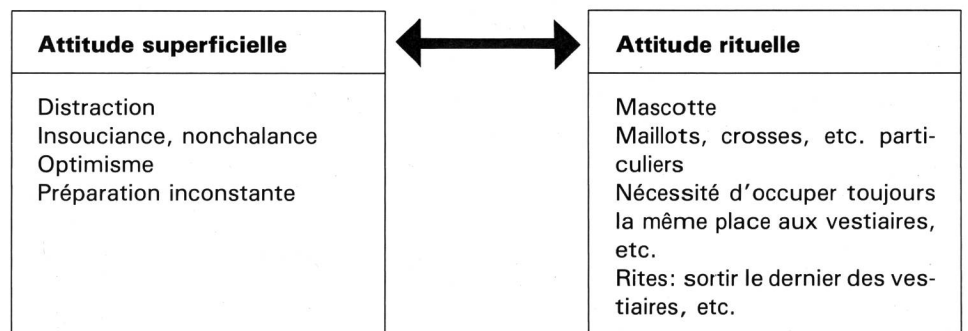 Attitude superficielle
Distraction
Insouciance, nonchalance
Optimisme
Préparation inconstante
Attitude rituelle
Mascotte
Maillots, crosses, etc. parti-
culiers
Nécessité d'occuper toujours
la même place aux vestiaires,
etc.
Rites: sortir le dernier des ves-
tiaires, etc.